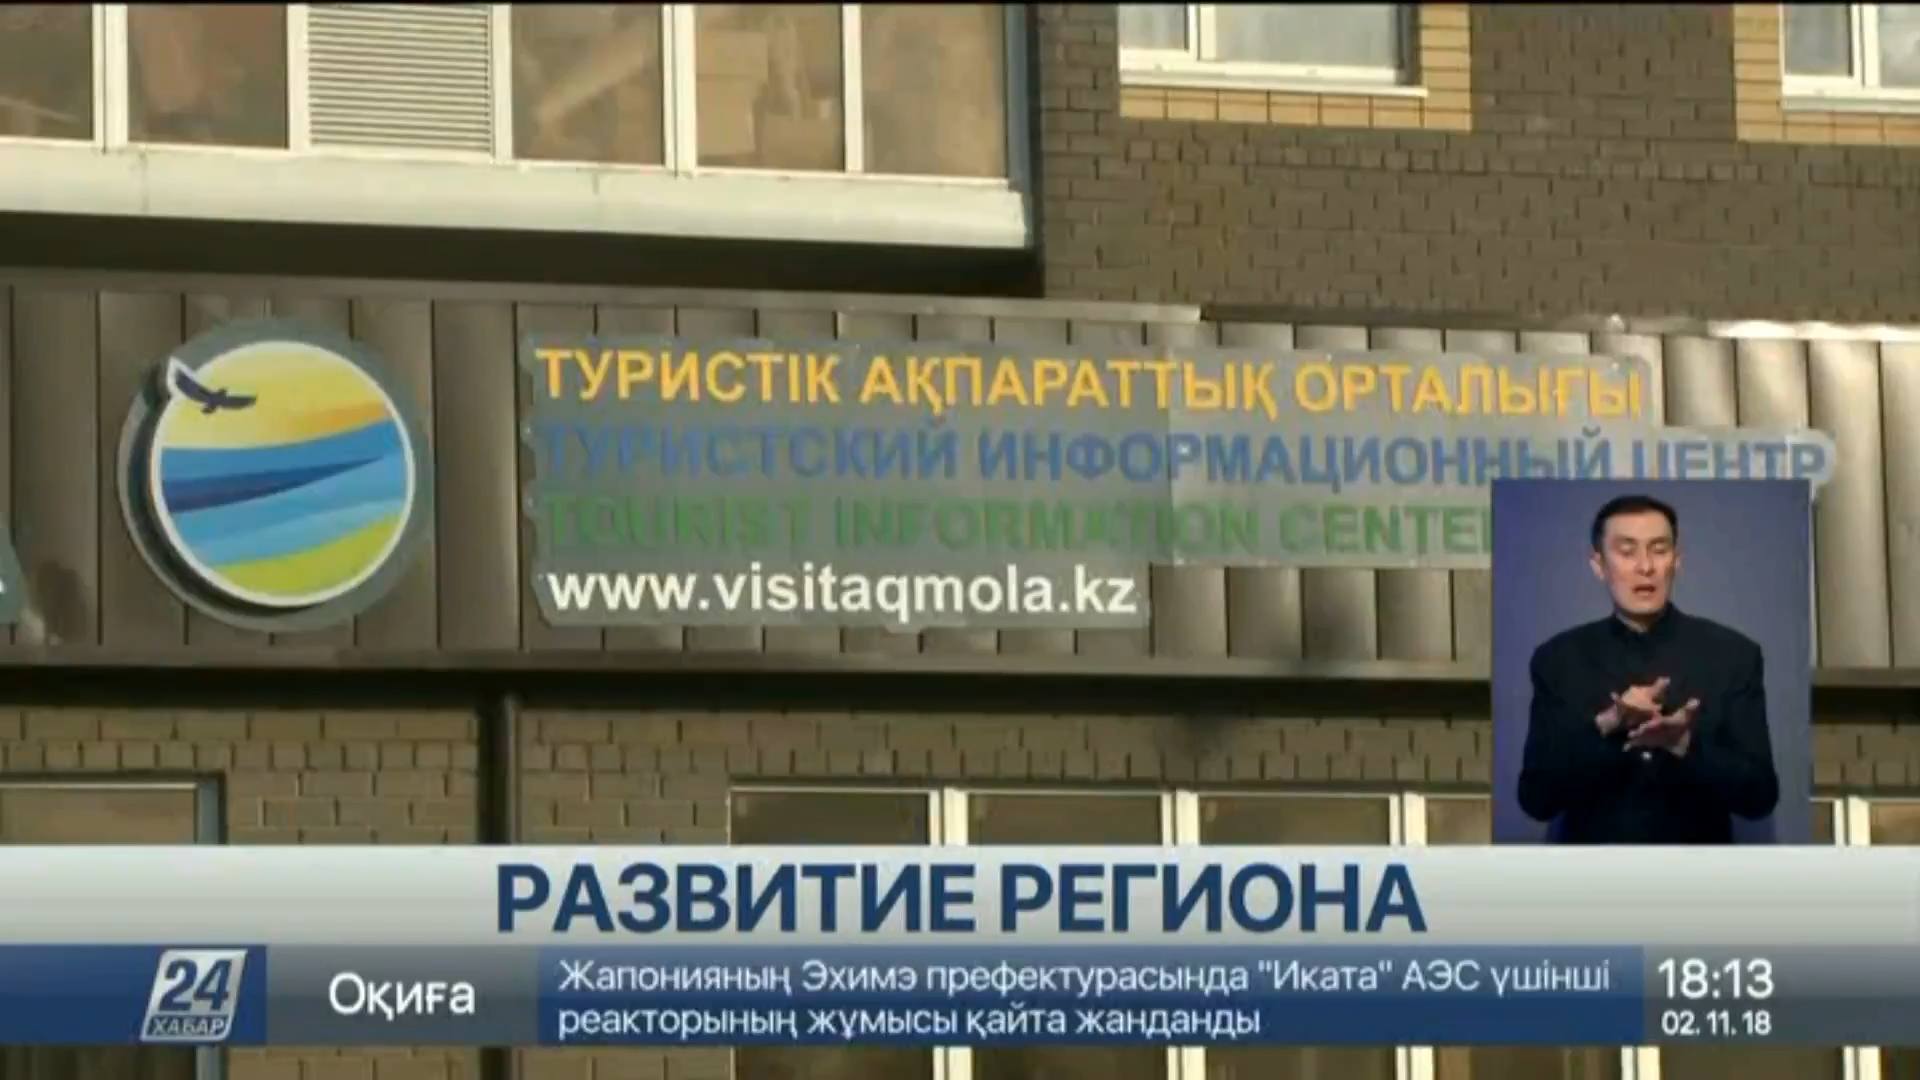 ТУРИСТІК АҚПАРАТТЫҚ ОРТАЛЫҒЫ
ТУРИСТСКИЙ ИНФОРМАЦИОННЫЙ ЦЕНТР
TOURIST INFORMATION CENTER
www.visitaqmola.kz
РАЗВИТИЕ РЕГИОНА
24
ХАБАР
Оқиға
Жапонияның Эхимэ префектурасында "Иката" АЭС үшінші
реакторының жұмысы қайта жанданды
18:13
02.11.18